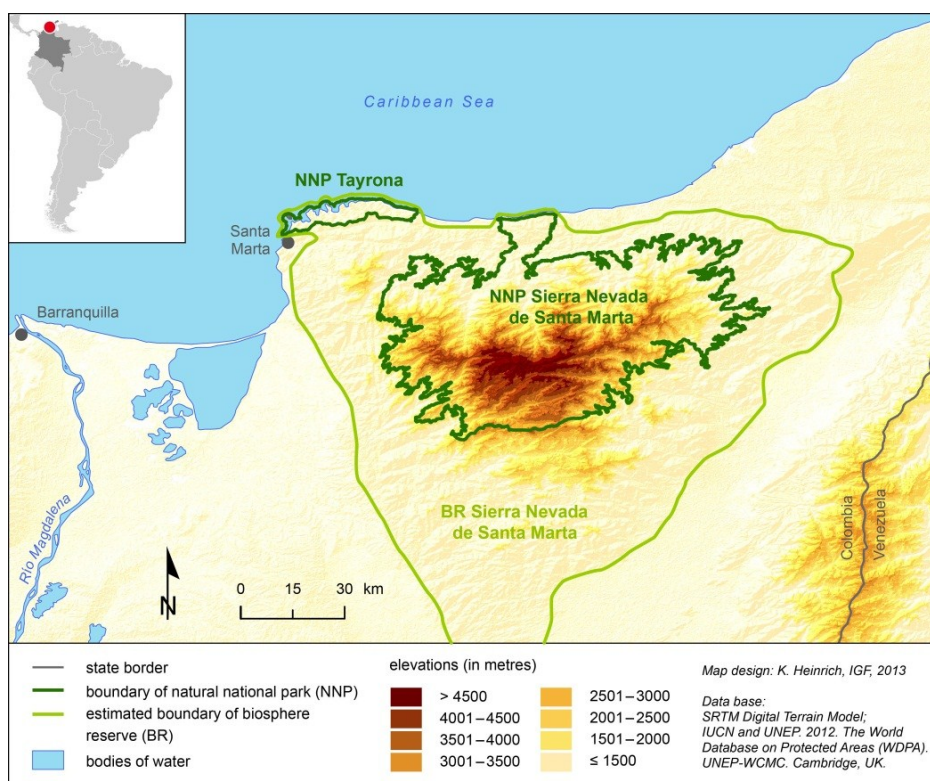 Caribbean Sea
NNP Tayrona
Santa
Marta
Barranquilla
NNP Sierra Nevada
de Santa Marta
BR Sierra Nevada
de Santa Marta
Rio Magdalena
Colombia
Venezuela
N
0 15 30 km
state border
boundary of natural national park (NNP)
estimated boundary of biosphere
reserve (BR)
bodies of water
elevations (in metres)
> 4500
4001–4500
3501–4000
3001–3500
2501–3000
2001–2500
1501–2000
≤ 1500
Map design: K. Heinrich, IGF, 2013
Data base:
SRTM Digital Terrain Model;
IUCN and UNEP. 2012. The World
Database on Protected Areas (WDPA).
UNEP-WCMC. Cambridge, UK.